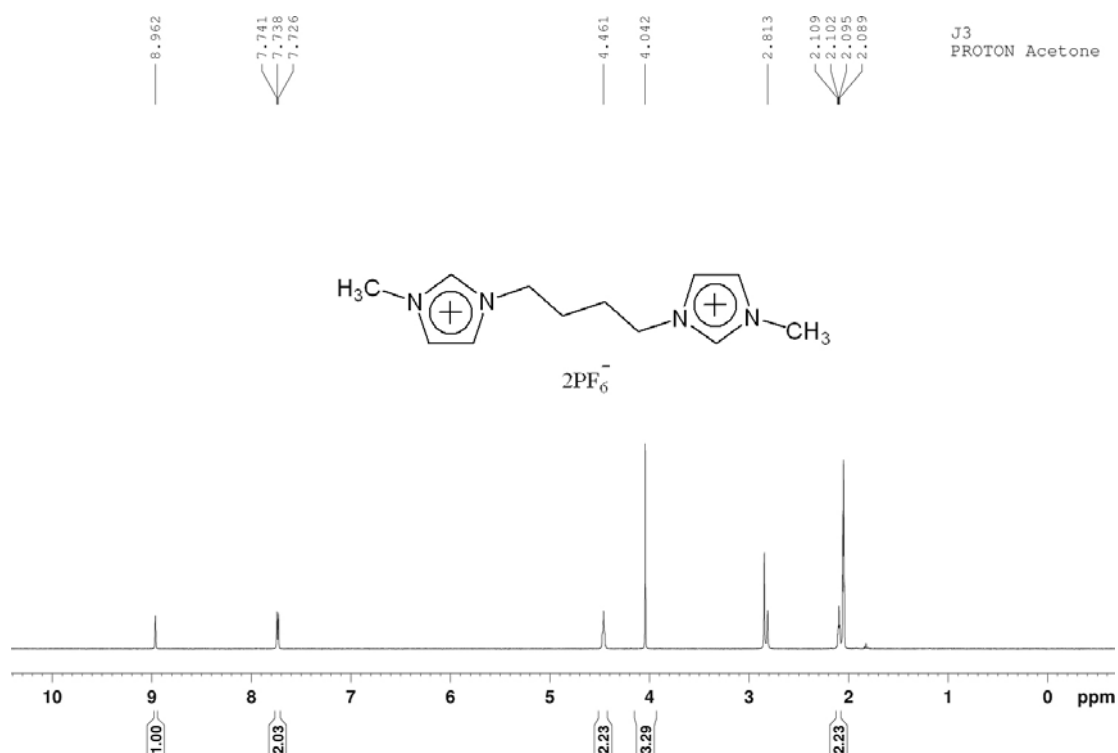 8.962
7.741
7.738
7.726
4.461
4.042
2.813
2.109
2.102
2.095
2.089
J3
PROTON Acetone
H₃C
N
+
N
N
+
N
CH₃
2PF₆⁻
10 9 8 7 6 5 4 3 2 1 0 ppm
1.00
2.03
2.23
3.29
2.23